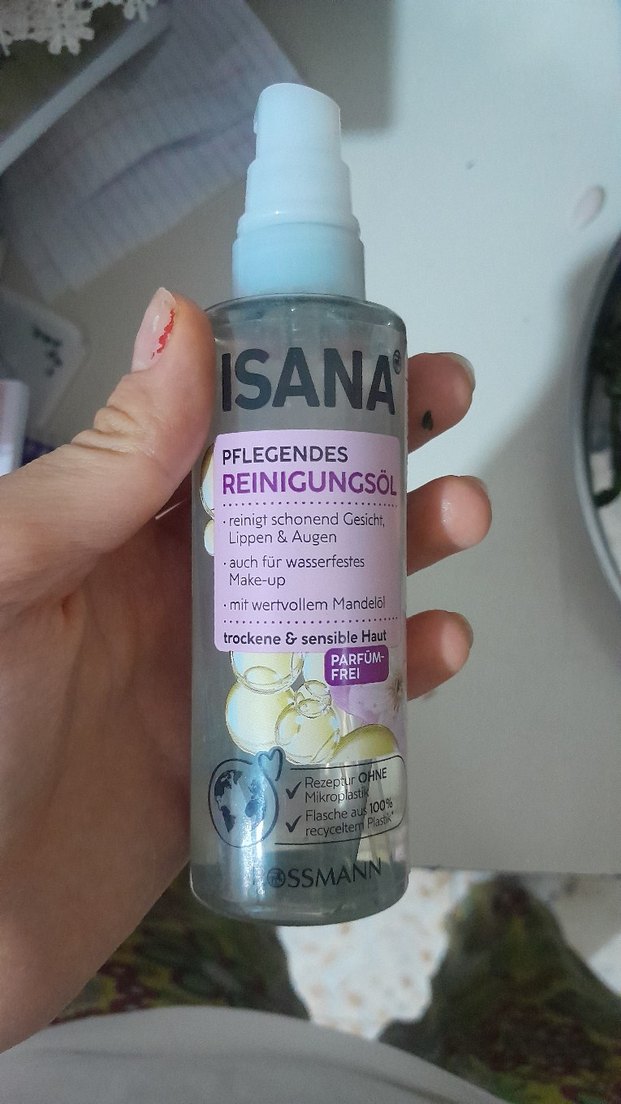 ISANA®
PFLEGENDES
REINIGUNGSÖL
· reinigt schonend Gesicht,
Lippen & Augen
· auch für wasserfestes
Make-up
· mit wertvollem Mandelöl
trockene & sensible Haut
PARFÜM-
FREI
Rezeptur OHNE
Mikroplastik
Flasche aus 100%
recyceltem Plastik*
ROSSMANN